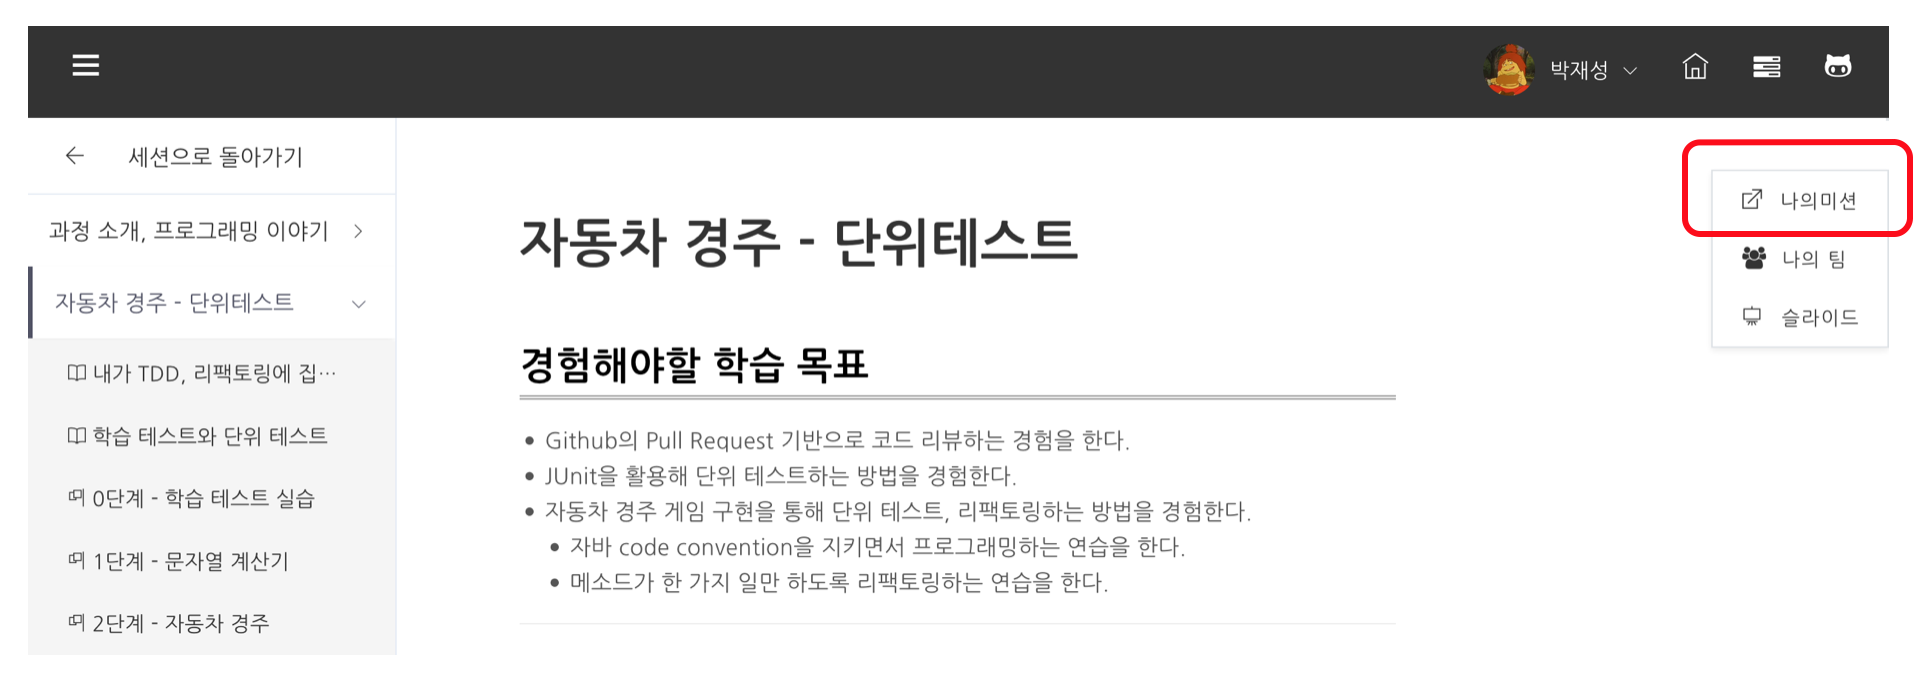 박재성
세션으로 돌아가기
과정 소개, 프로그래밍 이야기
자동차 경주 - 단위테스트
내가 TDD, 리팩토링에 집…
학습 테스트와 단위 테스트
0단계 - 학습 테스트 실습
1단계 - 문자열 계산기
2단계 - 자동차 경주
자동차 경주 - 단위테스트
경험해야할 학습 목표
• Github의 Pull Request 기반으로 코드 리뷰하는 경험을 한다.
• JUnit을 활용해 단위 테스트하는 방법을 경험한다.
• 자동차 경주 게임 구현을 통해 단위 테스트, 리팩토링하는 방법을 경험한다.
• 자바 code convention을 지키면서 프로그래밍하는 연습을 한다.
• 메소드가 한 가지 일만 하도록 리팩토링하는 연습을 한다.
나의미션
나의 팀
슬라이드